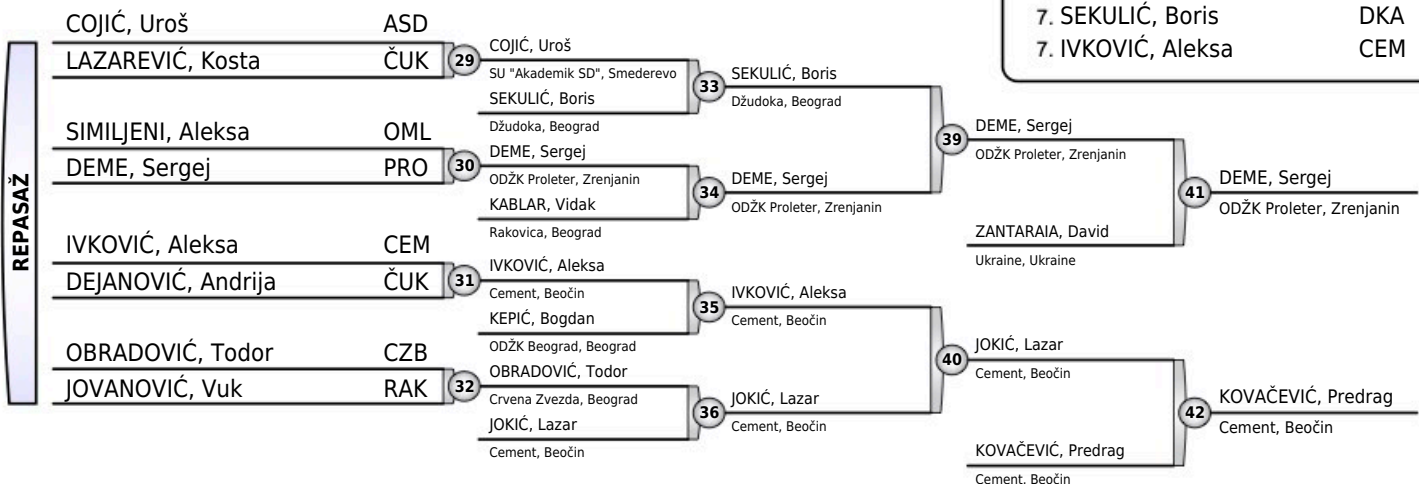 7. SEKULIĆ, Boris DKA
7. IVKOVIĆ, Aleksa CEM
REPASAŽ
COJIĆ, Uroš ASD
LAZAREVIĆ, Kosta ČUK
29
SIMILJENI, Aleksa OML
DEME, Sergej PRO
30
IVKOVIĆ, Aleksa CEM
DEJANOVIĆ, Andrija ČUK
31
OBRADOVIĆ, Todor CZB
JOVANOVIĆ, Vuk RAK
32
COJIĆ, Uroš
SU "Akademik SD", Smederevo
SEKULIĆ, Boris
Džudoka, Beograd
33
DEME, Sergej
ODŽK Proleter, Zrenjanin
KABLAR, Vidak
Rakovica, Beograd
34
IVKOVIĆ, Aleksa
Cement, Beočin
KEPIĆ, Bogdan
ODŽK Beograd, Beograd
35
OBRADOVIĆ, Todor
Crvena Zvezda, Beograd
JOKIĆ, Lazar
Cement, Beočin
36
SEKULIĆ, Boris
Džudoka, Beograd
DEME, Sergej
ODŽK Proleter, Zrenjanin
39
IVKOVIĆ, Aleksa
Cement, Beočin
JOKIĆ, Lazar
Cement, Beočin
40
DEME, Sergej
ODŽK Proleter, Zrenjanin
ZANTARAIA, David
Ukraine, Ukraine
41
JOKIĆ, Lazar
Cement, Beočin
KOVAČEVIĆ, Predrag
Cement, Beočin
42
DEME, Sergej
ODŽK Proleter, Zrenjanin
KOVAČEVIĆ, Predrag
Cement, Beočin